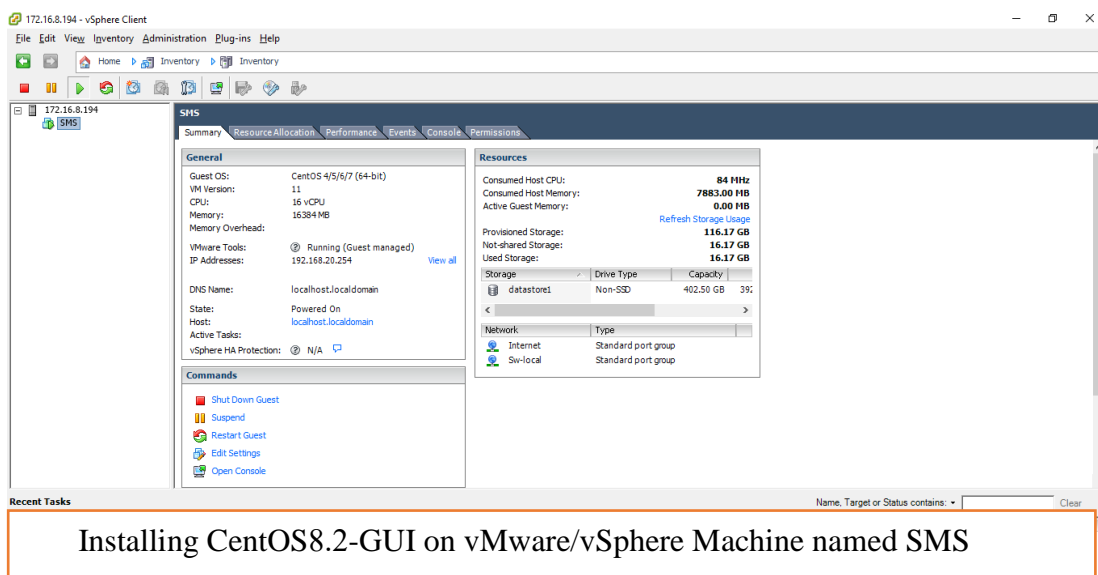 172.16.8.194 - vSphere Client
File Edit View Inventory Administration Plug-ins Help
Home Inventory Inventory
172.16.8.194
SMS
SMS
Summary Resource Allocation Performance Events Console Permissions
General
Guest OS: CentOS 4/5/6/7 (64-bit)
VM Version: 11
CPU: 16 vCPU
Memory: 16384 MB
Memory Overhead:
VMware Tools: Running (Guest managed)
IP Addresses: 192.168.20.254 View all
DNS Name: localhost.localdomain
State: Powered On
Host: localhost.localdomain
Active Tasks:
vSphere HA Protection: N/A
Commands
Shut Down Guest
Suspend
Restart Guest
Edit Settings
Open Console
Resources
Consumed Host CPU: 84 MHz
Consumed Host Memory: 7883.00 MB
Active Guest Memory: 0.00 MB
Refresh Storage Usage
Provisioned Storage: 116.17 GB
Not-shared Storage: 16.17 GB
Used Storage: 16.17 GB
Storage Drive Type Capacity
datastore1 Non-SSD 402.50 GB 392
Network Type
Internet Standard port group
Sw-local Standard port group
Recent Tasks Name, Target or Status contains: Clear
Installing CentOS8.2-GUI on vMware/vSphere Machine named SMS